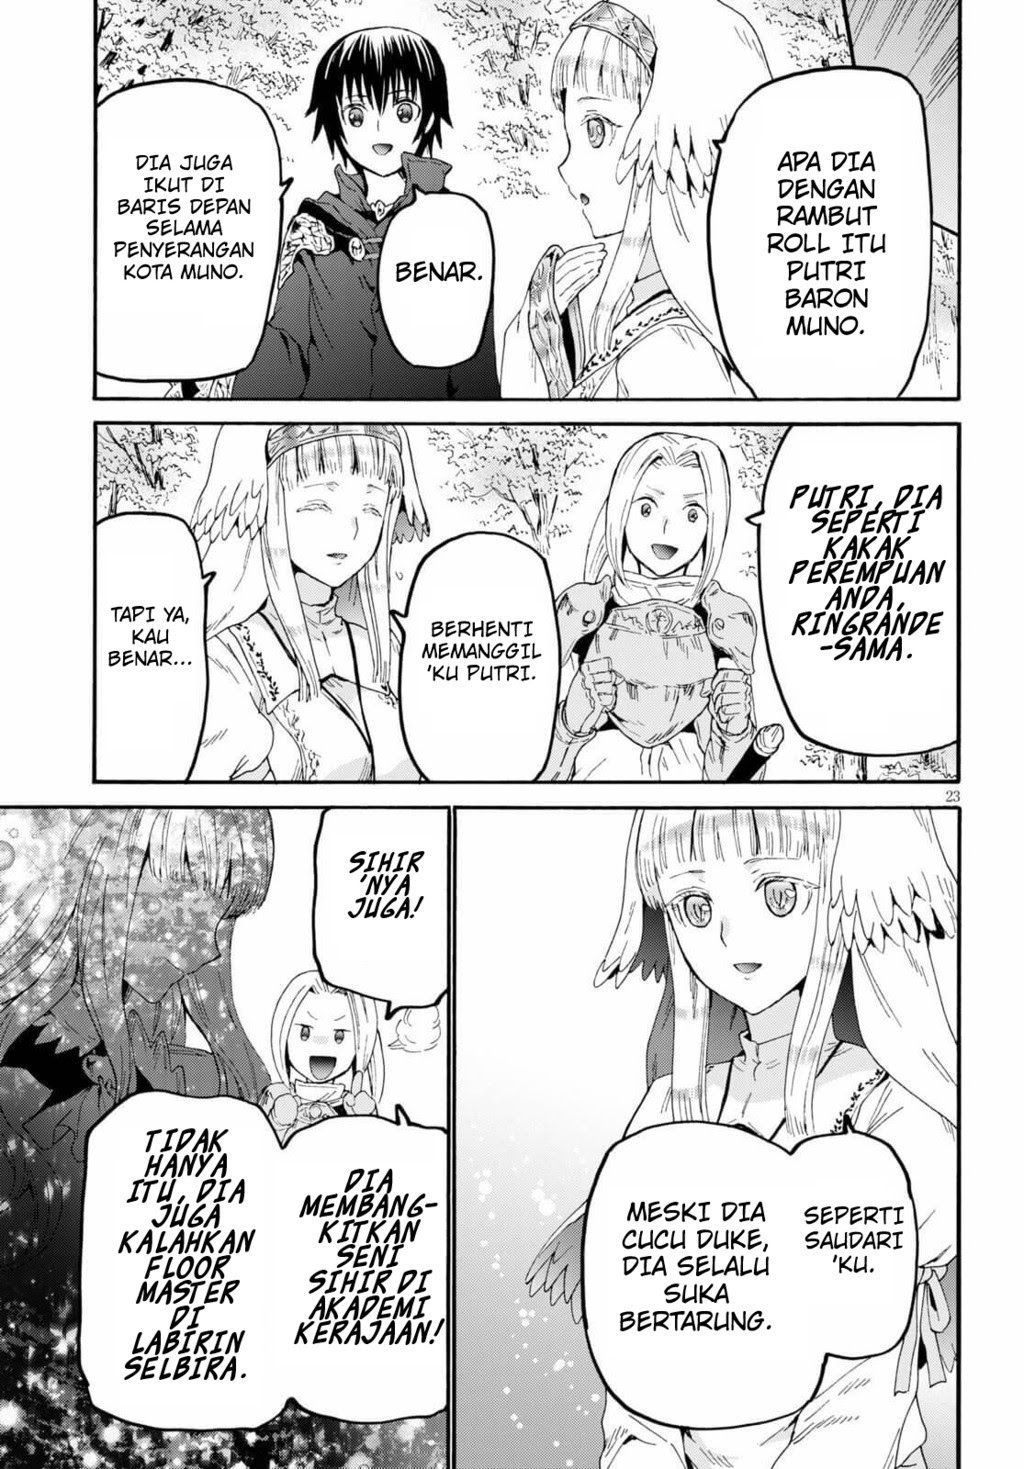 APA DIA
DENGAN
RAMBUT
ROLL ITU
PUTRI
BARON
MUNO.
BENAR.
DIA JUGA
IKUT DI
BARIS DEPAN
SELAMA
PENYERANGAN
KOTA MUNO.
PUTRI, DIA
SEPERTI
KAKAK
PEREMPUAN
ANDA,
RINGRANDE
-SAMA.
BERHENTI
MEMANGGIL
'KU PUTRI.
TAPI YA,
KAU
BENAR...
23
SEPERTI
SAUDARI
'KU.
MESKI DIA
CUCU DUKE,
DIA SELALU
SUKA
BERTARUNG.
SIHIR
'NYA
JUGA!
DIA
MEMBANG-
KITKAN
SENI
SIHIR DI
AKADEMI
KERAJAAN!
TIDAK
HANYA
ITU, DIA
JUGA
KALAHKAN
FLOOR
MASTER
DI
LABIRIN
SELBIRA.